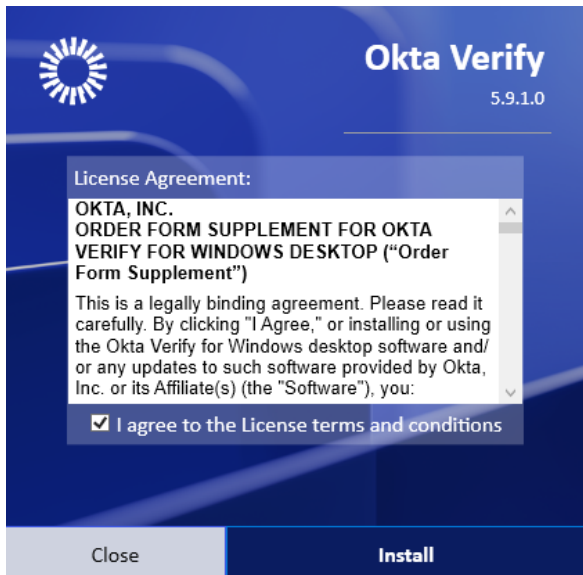 Okta Verify
5.9.1.0
License Agreement:
OKTA, INC.
ORDER FORM SUPPLEMENT FOR OKTA
VERIFY FOR WINDOWS DESKTOP (“Order
Form Supplement”)
This is a legally binding agreement. Please read it
carefully. By clicking "I Agree," or installing or using
the Okta Verify for Windows desktop software and/
or any updates to such software provided by Okta,
Inc. or its Affiliate(s) (the "Software"), you:
I agree to the License terms and conditions
Close
Install